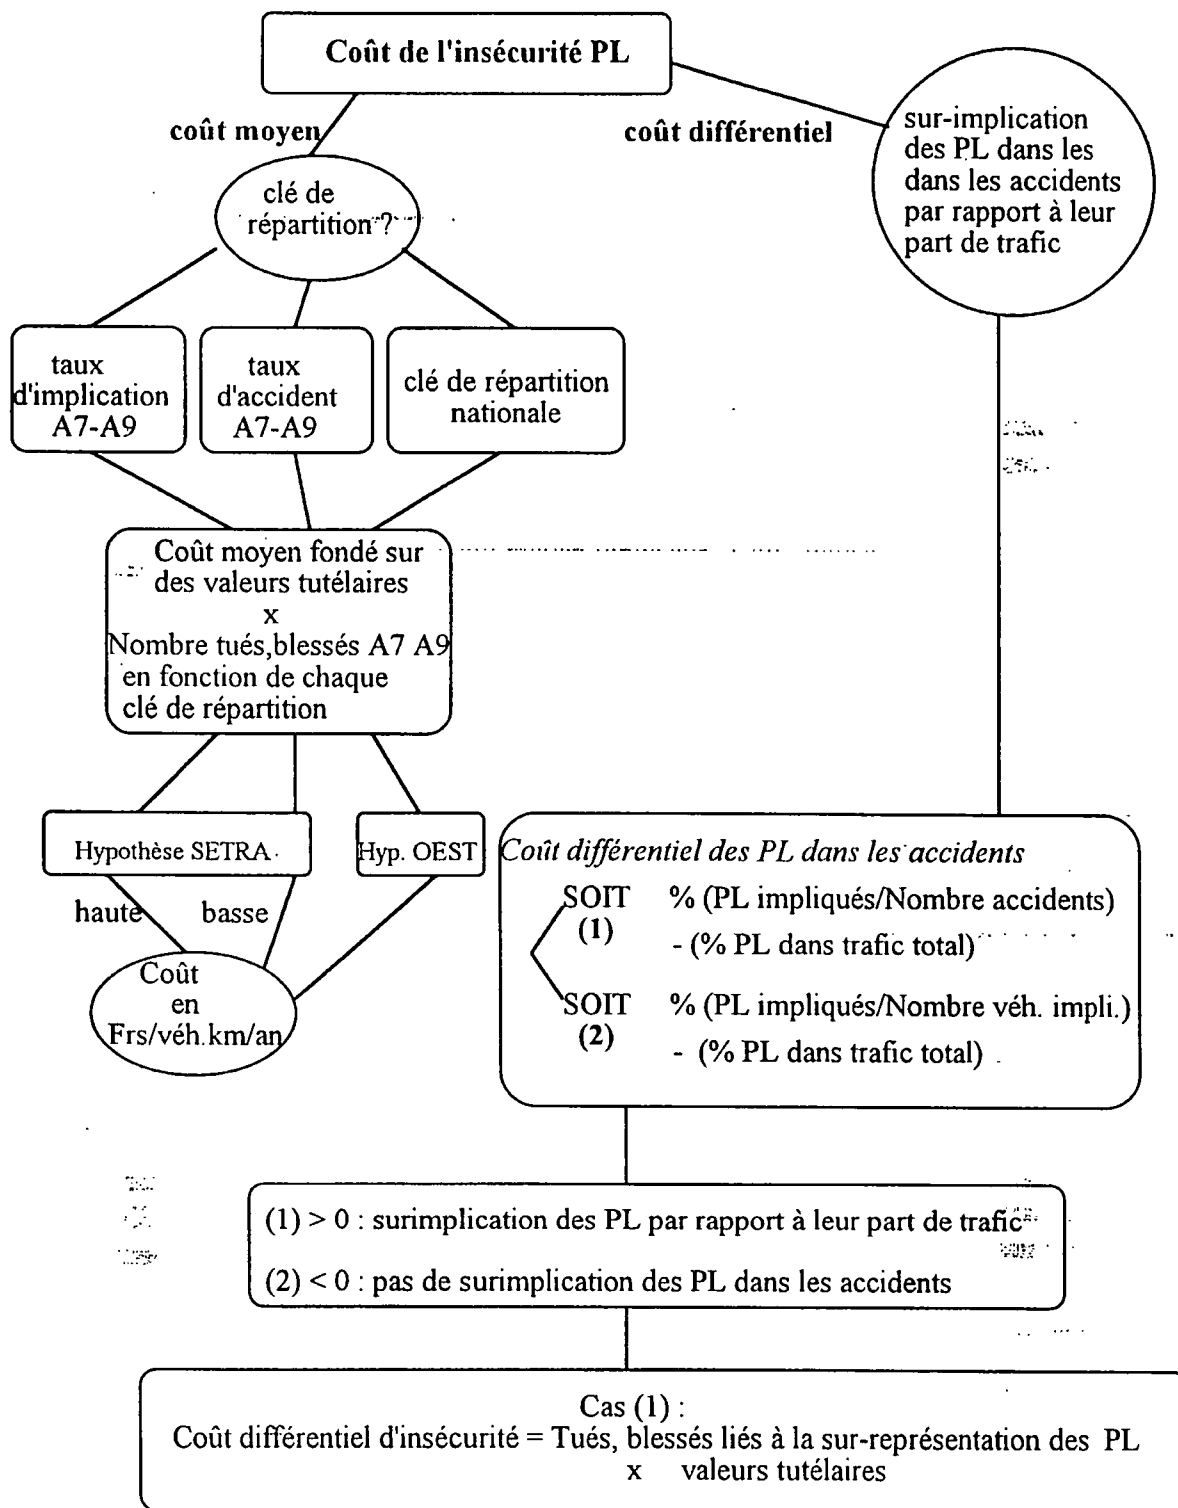 Coût de l'insécurité PL
coût moyen
coût différentiel
sur-implication
des PL dans les
dans les accidents
par rapport à leur
part de trafic
clé de
répartition ?
taux
d'implication
A7-A9
taux
d'accident
A7-A9
clé de répartition
nationale
Coût moyen fondé sur
des valeurs tutélaires
x
Nombre tués,blessés A7 A9
en fonction de chaque
clé de répartition
Hypothèse SETRA
Hyp. OEST
haute
basse
Coût
en
Frs/véh.km/an
Coût différentiel des PL dans les accidents
SOIT % (PL impliqués/Nombre accidents)
(1) - (% PL dans trafic total)
SOIT % (PL impliqués/Nombre véh. impli.)
(2) - (% PL dans trafic total)
(1) > 0 : surimplication des PL par rapport à leur part de trafic
(2) < 0 : pas de surimplication des PL dans les accidents
Cas (1) :
Coût différentiel d'insécurité = Tués, blessés liés à la sur-représentation des PL
x valeurs tutélaires